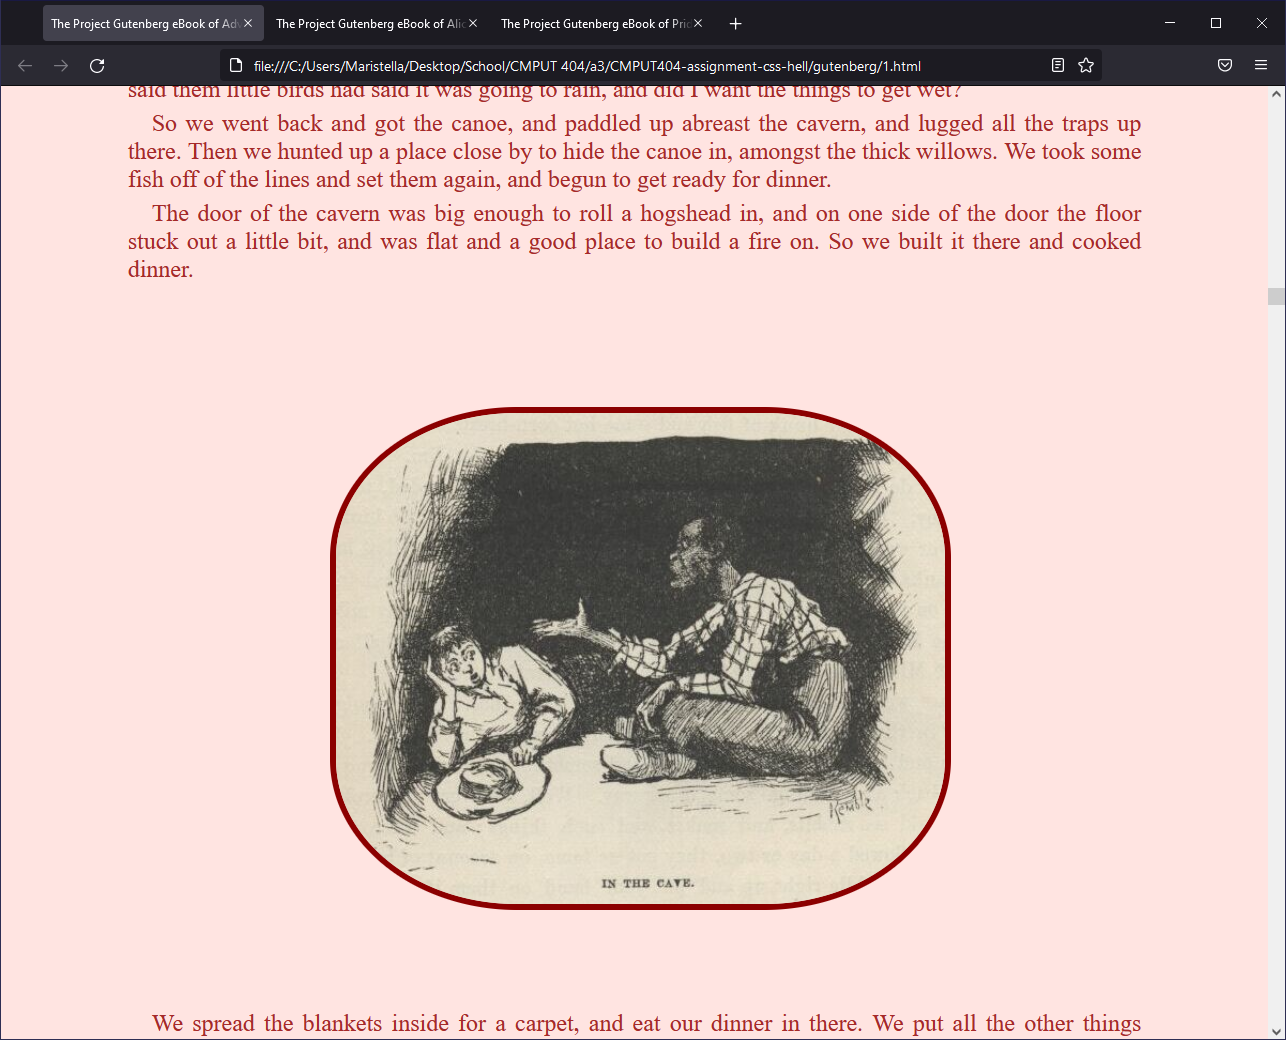 The Project Gutenberg eBook of Adv
The Project Gutenberg eBook of Alic
The Project Gutenberg eBook of Prid
file:///C:/Users/Maristella/Desktop/School/CMPUT 404/a3/CMPUT404-assignment-css-hell/gutenberg/1.html
said them little birds had said it was going to rain, and did I want the things to get wet?
So we went back and got the canoe, and paddled up abreast the cavern, and lugged all the traps up
there. Then we hunted up a place close by to hide the canoe in, amongst the thick willows. We took some
fish off of the lines and set them again, and begun to get ready for dinner.
The door of the cavern was big enough to roll a hogshead in, and on one side of the door the floor
stuck out a little bit, and was flat and a good place to build a fire on. So we built it there and cooked
dinner.
Kemble
IN THE CAVE.
We spread the blankets inside for a carpet, and eat our dinner in there. We put all the other things